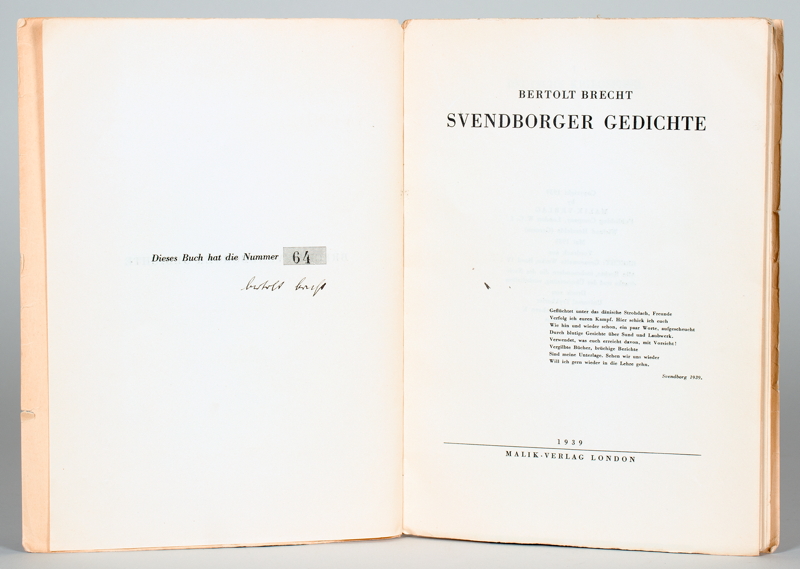 Dieses Buch hat die Nummer 64
bertolt brecht
BERTOLT BRECHT
SVENDBORGER GEDICHTE
Geflüchtet unter das dänische Strohdach, Freunde
Verfolg ich euren Kampf. Hier schick ich euch
Wie hin und wieder schon, ein paar Worte, aufgescheucht
Durch blutige Gesichte über Sund und Laubwerk.
Verwendet, was euch erreicht davon, mit Vorsicht!
Vergilbte Bücher, brüchige Berichte
Sind meine Unterlage. Sehen wir uns wieder
Will ich gern wieder in die Lehre gehn.
Svendborg 1939.
1939
MALIK-VERLAG LONDON